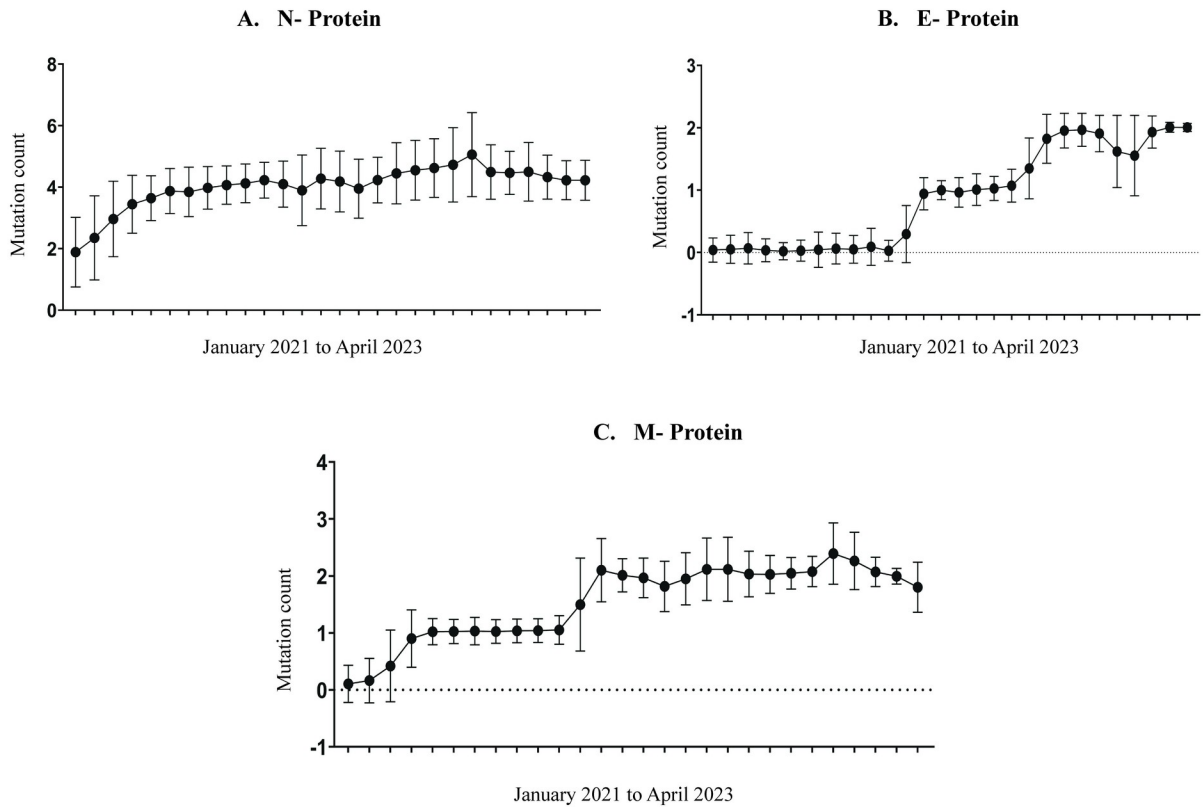 A. N- Protein
8
6
4
2
0
Mutation count
January 2021 to April 2023
B. E- Protein
3
2
1
0
-1
Mutation count
January 2021 to April 2023
C. M- Protein
4
3
2
1
0
-1
Mutation count
January 2021 to April 2023